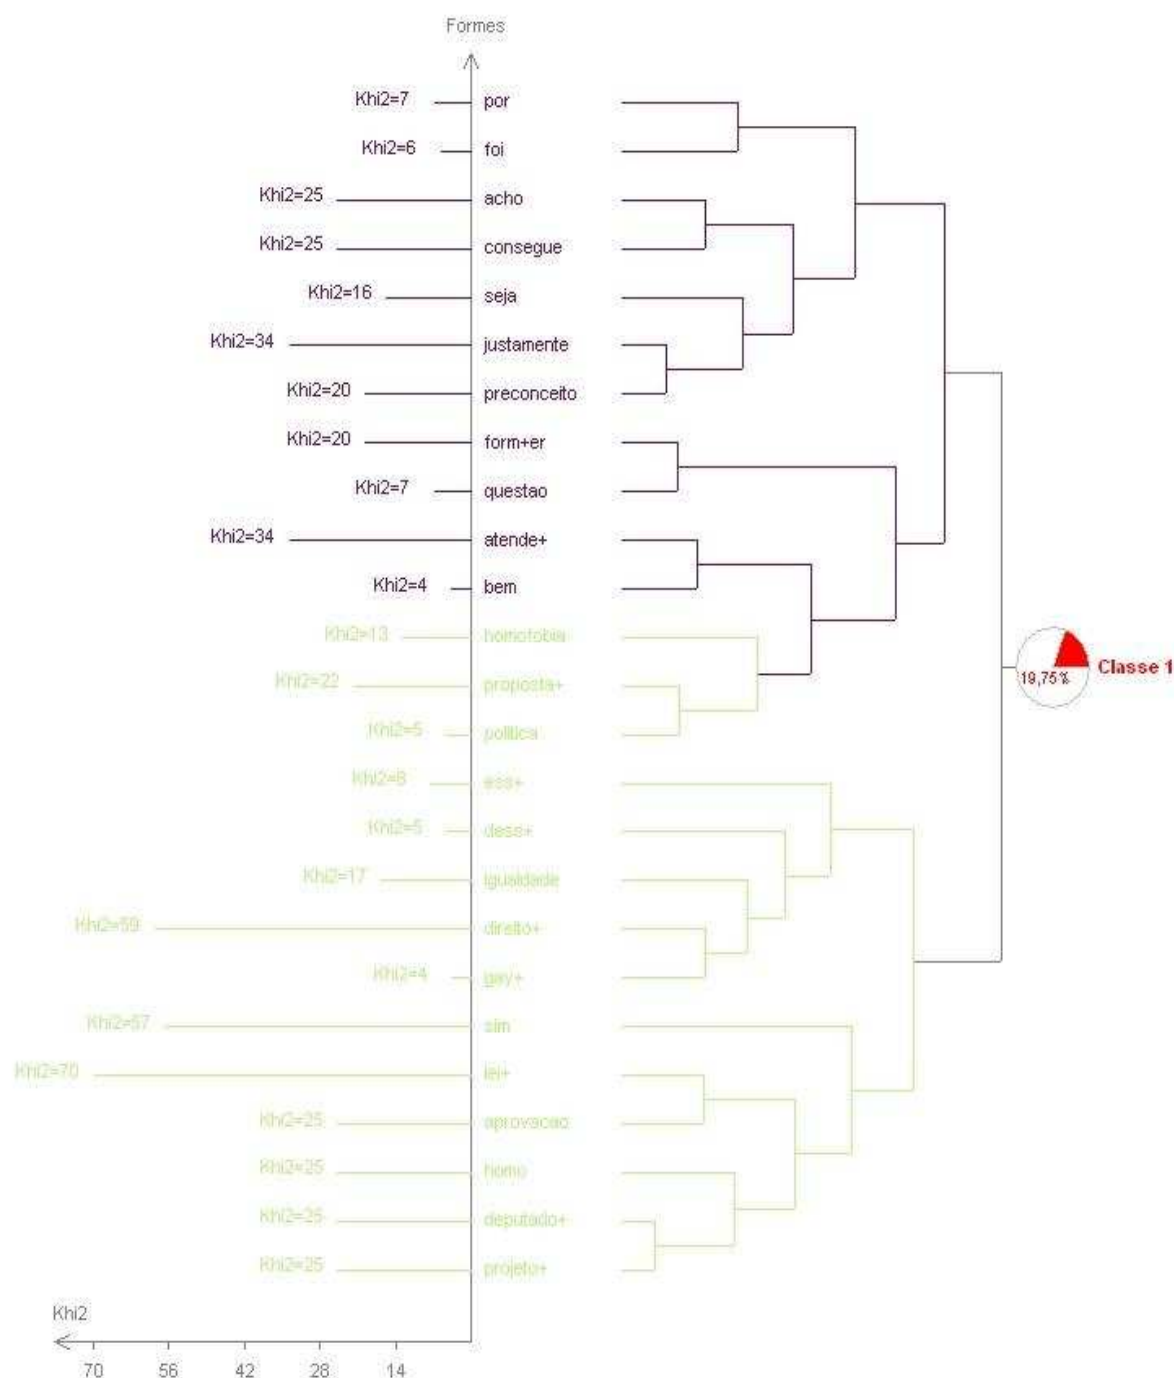 Formes
Khi2=7 por
Khi2=6 foi
Khi2=25 acho
Khi2=25 consegue
Khi2=16 seja
Khi2=34 justamente
Khi2=20 preconceito
Khi2=20 form+er
Khi2=7 questao
Khi2=34 atende+
Khi2=4 bem
Khi2=13 homofobia
Khi2=22 proposta+
Khi2=5 politica
Khi2=8 ess+
Khi2=5 dess+
Khi2=17 igualdade
Khi2=59 direito+
Khi2=4 gay+
Khi2=57 sim
Khi2=70 lei+
Khi2=25 aprovacao
Khi2=25 homo
Khi2=25 deputado+
Khi2=25 projeto+
19,75% Classe 1
Khi2
70 56 42 28 14